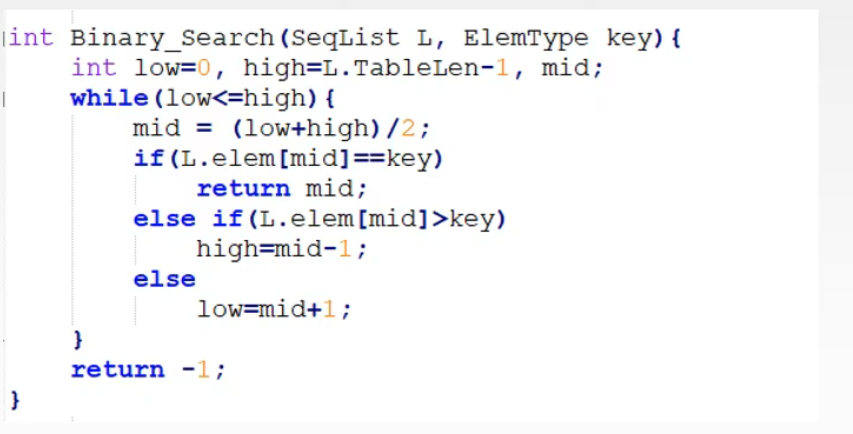 int Binary_Search(SeqList L, ElemType key){
    int low=0, high=L.TableLen-1, mid;
    while(low<=high){
        mid = (low+high)/2;
        if(L.elem[mid]==key)
            return mid;
        else if(L.elem[mid]>key)
            high=mid-1;
        else
            low=mid+1;
    }
    return -1;
}